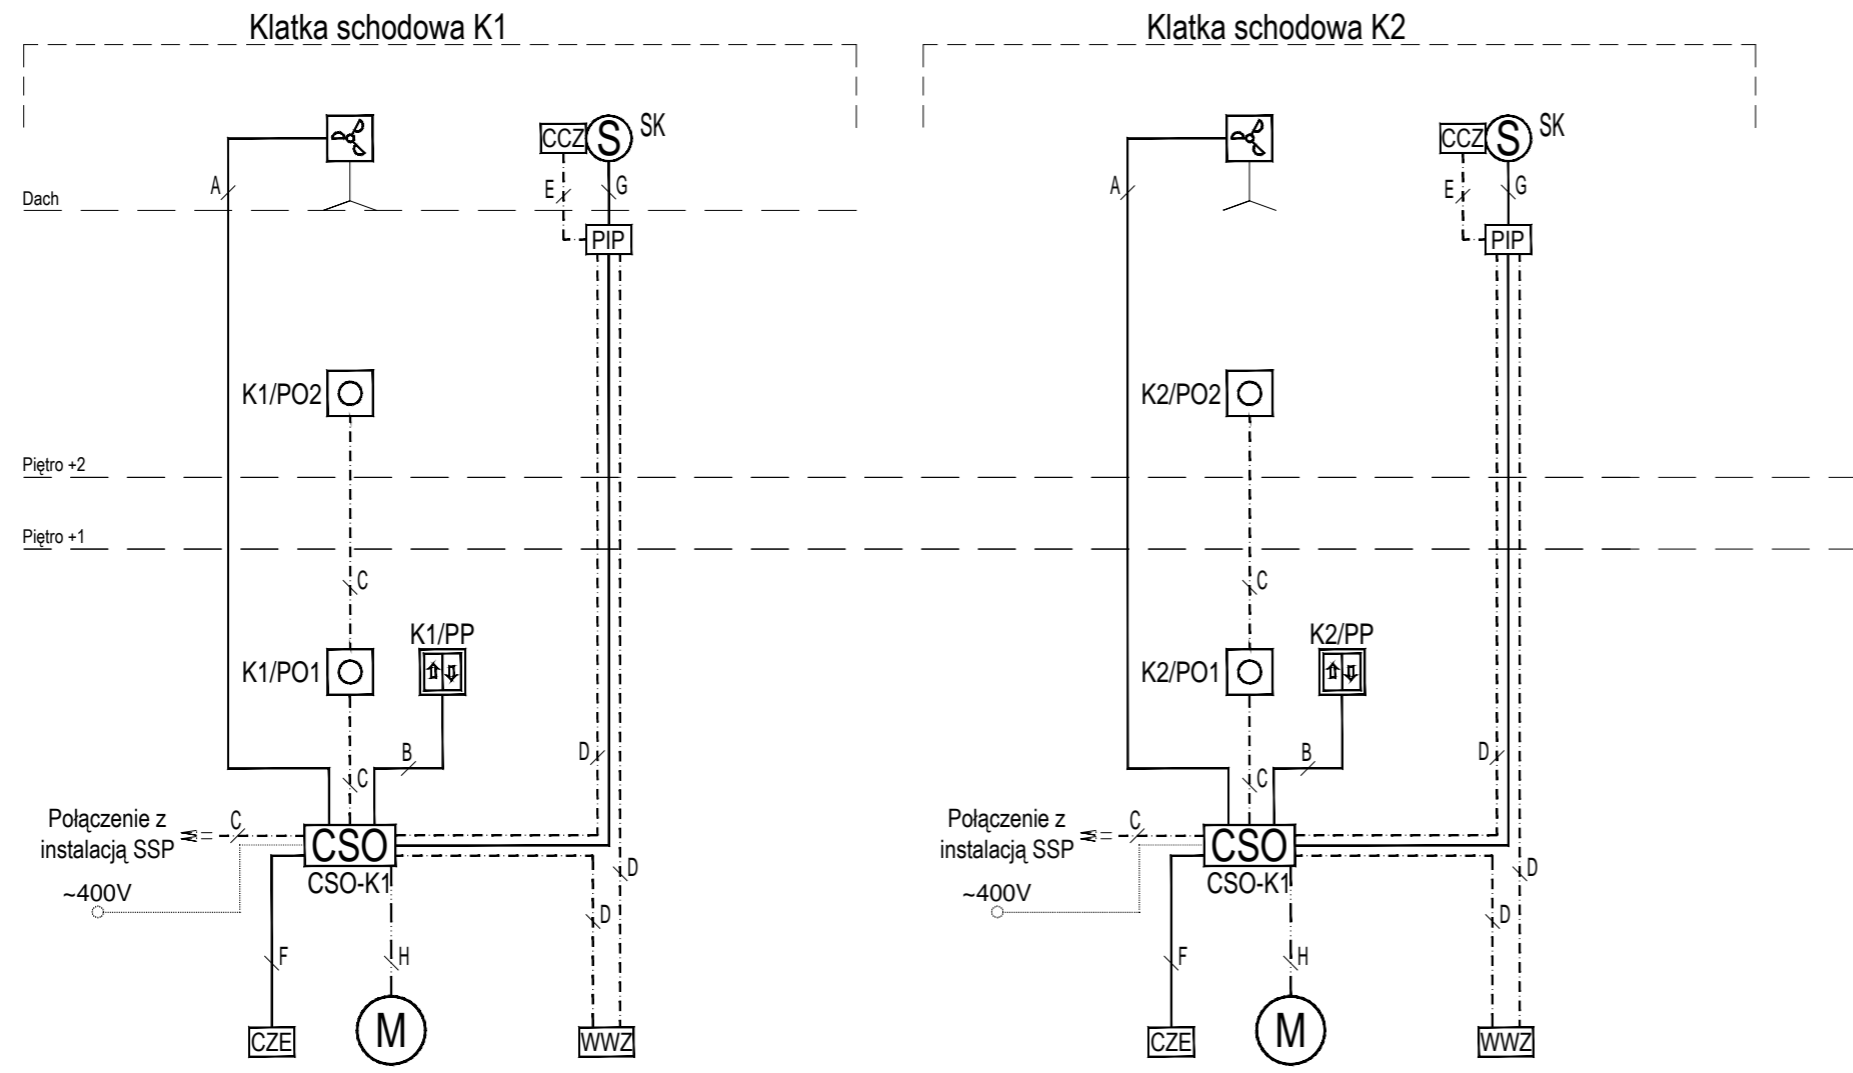 Klatka schodowa K1
CCZ
S
SK
A
E
G
Dach
PIP
K1/PO2
Piętro +2
Piętro +1
C
K1/PP
K1/PO1
D
B
C
Połączenie z
instalacją SSP
C
CSO
CSO-K1
~400V
D
D
F
H
CZE
M
WWZ
Klatka schodowa K2
CCZ
S
SK
A
E
G
PIP
K2/PO2
C
K2/PP
K2/PO1
D
B
C
Połączenie z
instalacją SSP
C
CSO
CSO-K1
~400V
D
D
F
H
CZE
M
WWZ